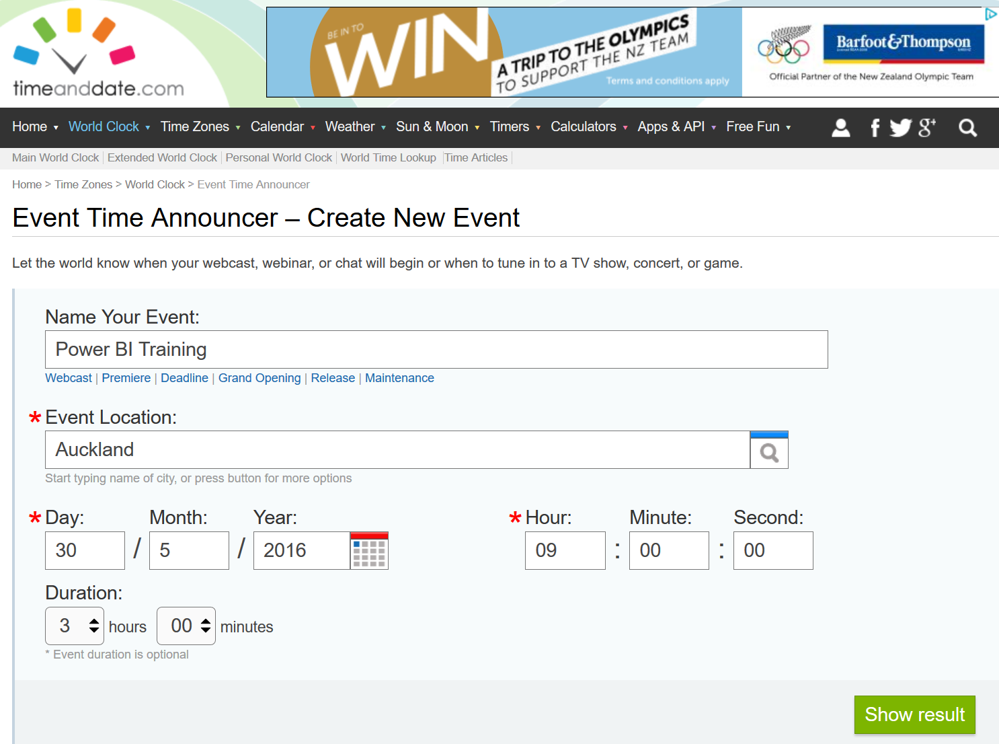 timeanddate.com
BE IN TO
WIN
A TRIP TO THE OLYMPICS
TO SUPPORT THE NZ TEAM
Terms and conditions apply
Barfoot&Thompson
Official Partner of the New Zealand Olympic Team
Home World Clock Time Zones Calendar Weather Sun & Moon Timers Calculators Apps & API Free Fun
Main World Clock Extended World Clock Personal World Clock World Time Lookup Time Articles
Home > Time Zones > World Clock > Event Time Announcer
Event Time Announcer – Create New Event
Let the world know when your webcast, webinar, or chat will begin or when to tune in to a TV show, concert, or game.
Name Your Event:
Power BI Training
Webcast | Premiere | Deadline | Grand Opening | Release | Maintenance
* Event Location:
Auckland
Start typing name of city, or press button for more options
* Day: Month: Year: * Hour: Minute: Second:
30 / 5 / 2016 09 : 00 : 00
Duration:
3 hours 00 minutes
* Event duration is optional
Show result